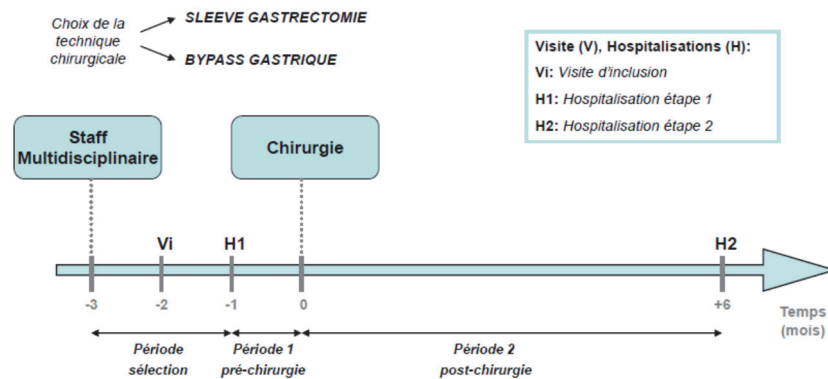 Choix de la
technique
chirurgicale
SLEEVE GASTRECTOMIE
BYPASS GASTRIQUE
Visite (V), Hospitalisations (H):
Vi: Visite d'inclusion
H1: Hospitalisation étape 1
H2: Hospitalisation étape 2
Staff
Multidisciplinaire
Chirurgie
Vi
H1
H2
-3
-2
-1
0
+6
Temps
(mois)
Période
sélection
Période 1
pré-chirurgie
Période 2
post-chirurgie